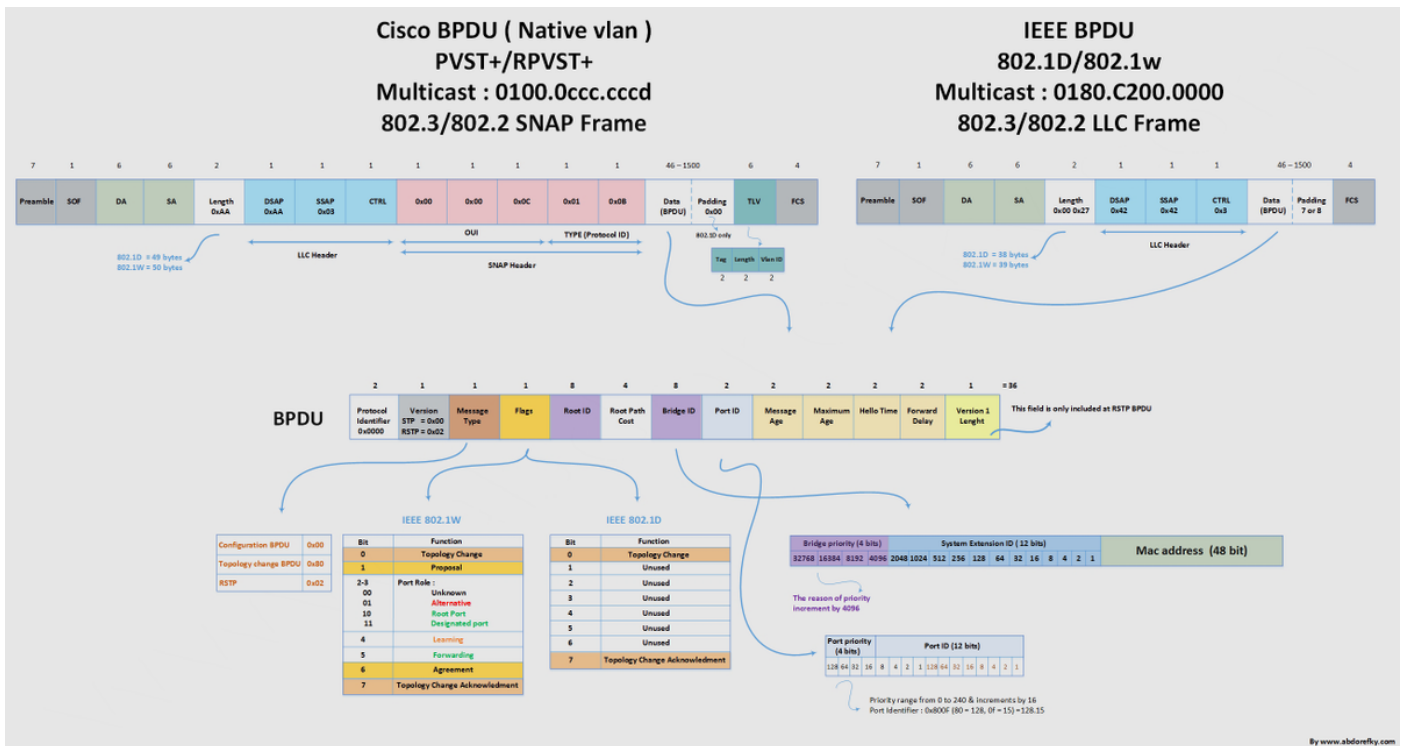 Cisco BPDU ( Native vlan )
PVST+/RPVST+
Multicast : 0100.0ccc.cccd
802.3/802.2 SNAP Frame
IEEE BPDU
802.1D/802.1w
Multicast : 0180.C200.0000
802.3/802.2 LLC Frame
7 1 6 6 2 1 1 1 1 1 1 1 1 46 – 1500 6 4
Preamble SOF DA SA Length 0xAA DSAP 0xAA SSAP 0x03 CTRL 0x00 0x00 0x0C 0x01 0x0B Data (BPDU) Padding 0x00 TLV FCS
802.1D only
OUI
TYPE (Protocol ID)
LLC Header
SNAP Header
802.1D = 49 bytes
802.1W = 50 bytes
Tag Length Vlan ID
2 2 2
7 1 6 6 2 1 1 1 46 –1500 4
Preamble SOF DA SA Length 0x00 0x27 DSAP 0x42 SSAP 0x42 CTRL 0x3 Data (BPDU) Padding 7 or 8 FCS
LLC Header
802.1D = 38 bytes
802.1W = 39 bytes
2 1 1 1 8 4 8 2 2 2 2 2 1 = 36
BPDU
Protocol Identifier 0x0000
Version STP = 0x00 RSTP = 0x02
Message Type
Flags
Root ID
Root Path Cost
Bridge ID
Port ID
Message Age
Maximum Age
Hello Time
Forward Delay
Version 1 Lenght
This field is only included at RSTP BPDU
Configuration BPDU 0x00
Topology change BPDU 0x80
RSTP 0x02
IEEE 802.1W
Bit Function
0 Topology Change
1 Proposal
2-3 Port Role :
00 Unknown
01 Alternative
10 Root Port
11 Designated port
4 Learning
5 Forwarding
6 Agreement
7 Topology Change Acknowledment
IEEE 802.1D
Bit Function
0 Topology Change
1 Unused
2 Unused
3 Unused
4 Unused
5 Unused
6 Unused
7 Topology Change Acknowledment
Bridge priority (4 bits) System Extension ID ( 12 bits) Mac address (48 bit)
32768 16384 8192 4096 2048 1024 512 256 128 64 32 16 8 4 2 1
The reason of priority
increment by 4096
Port priority (4 bits) Port ID (12 bits)
128 64 32 16 8 4 2 1 128 64 32 16 8 4 2 1
Priority range from 0 to 240 & increments by 16
Port Identifier : 0x800F (80 = 128, 0f = 15) =128.15
By www.abdorefky.com